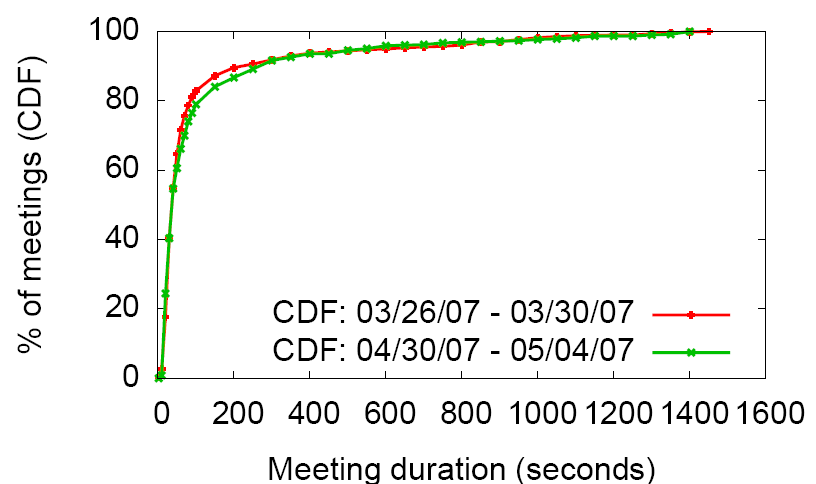 100
80
60
40
20
0
% of meetings (CDF)
CDF: 03/26/07 - 03/30/07
CDF: 04/30/07 - 05/04/07
0 200 400 600 800 1000 1200 1400 1600
Meeting duration (seconds)